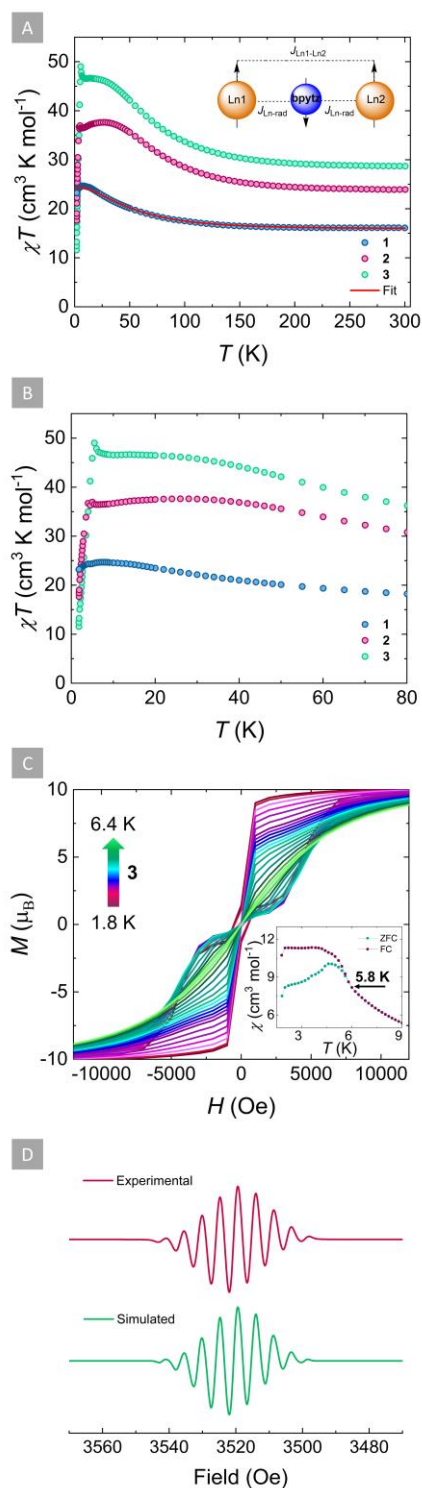 A
J_Ln1-Ln2
Ln1
bpytz
Ln2
J_Ln-rad
J_Ln-rad
χT (cm³ K mol⁻¹)
50
40
30
20
10
0
1
2
3
Fit
0 50 100 150 200 250 300
T (K)
B
χT (cm³ K mol⁻¹)
50
40
30
20
10
0
1
2
3
0 20 40 60 80
T (K)
C
M (μB)
10
5
0
-5
-10
6.4 K
3
1.8 K
ZFC
FC
5.8 K
χ (cm³ mol⁻¹)
12
9
6
3 6 9
T (K)
-10000 -5000 0 5000 10000
H (Oe)
D
Experimental
Simulated
3560 3540 3520 3500 3480
Field (Oe)